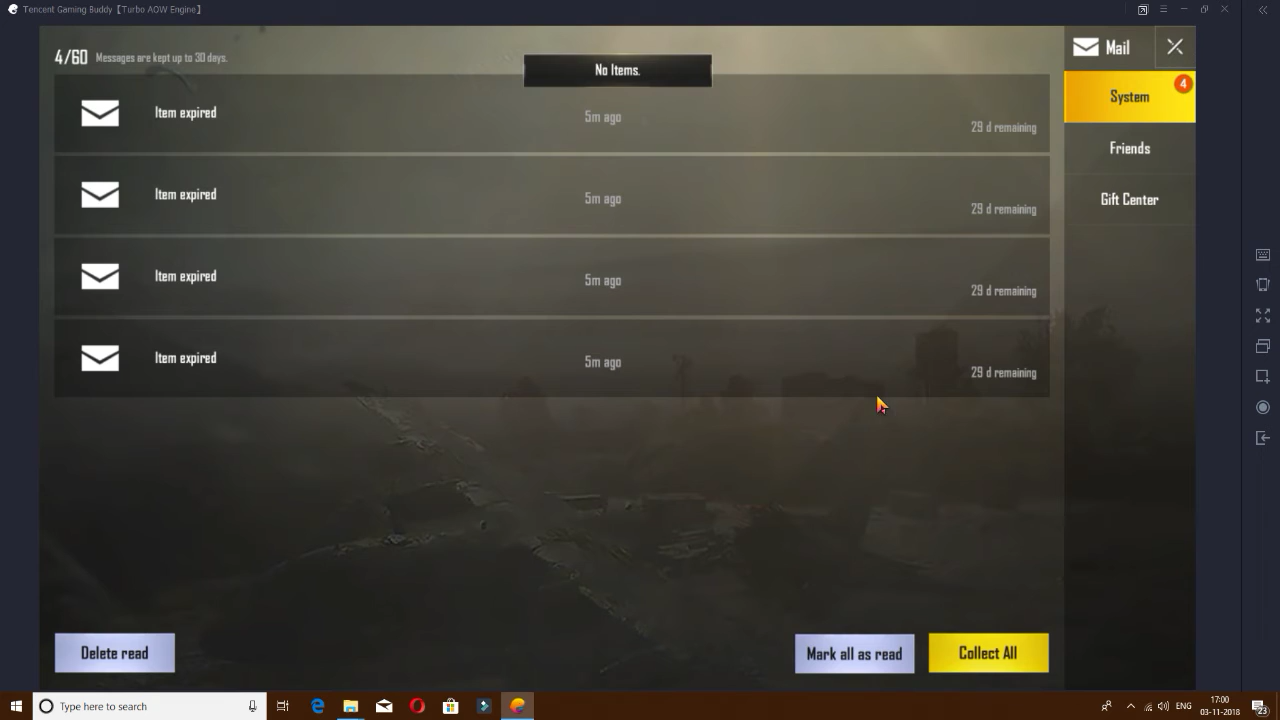 Tencent Gaming Buddy【Turbo AOW Engine】
4/60 Messages are kept up to 30 days.
No Items.
Mail
Item expired
5m ago
29 d remaining
System
4
Friends
Item expired
5m ago
29 d remaining
Gift Center
Item expired
5m ago
29 d remaining
Item expired
5m ago
29 d remaining
Delete read
Mark all as read
Collect All
Type here to search
ENG
17:00
03-11-2018
23